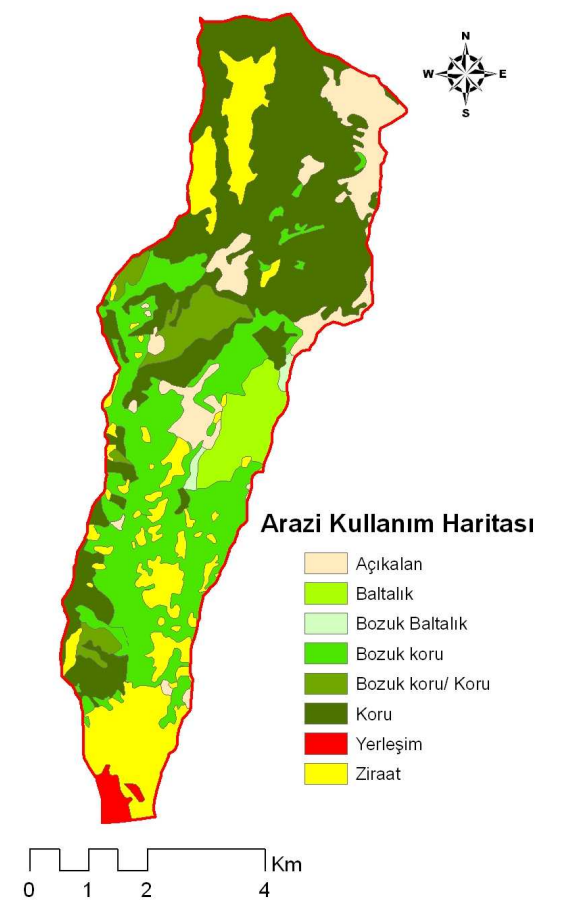 N
W E
S
Arazi Kullanım Haritası
Açıkalan
Baltalık
Bozuk Baltalık
Bozuk koru
Bozuk koru/ Koru
Koru
Yerleşim
Ziraat
Km
0 1 2 4